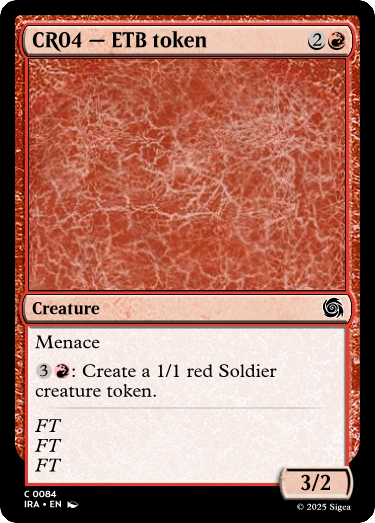 CR04 — ETB token 2
Creature
Menace
3 : Create a 1/1 red Soldier
creature token.
FT
FT
FT
3/2
C 0084
IRA • EN
© 2025 Sigea